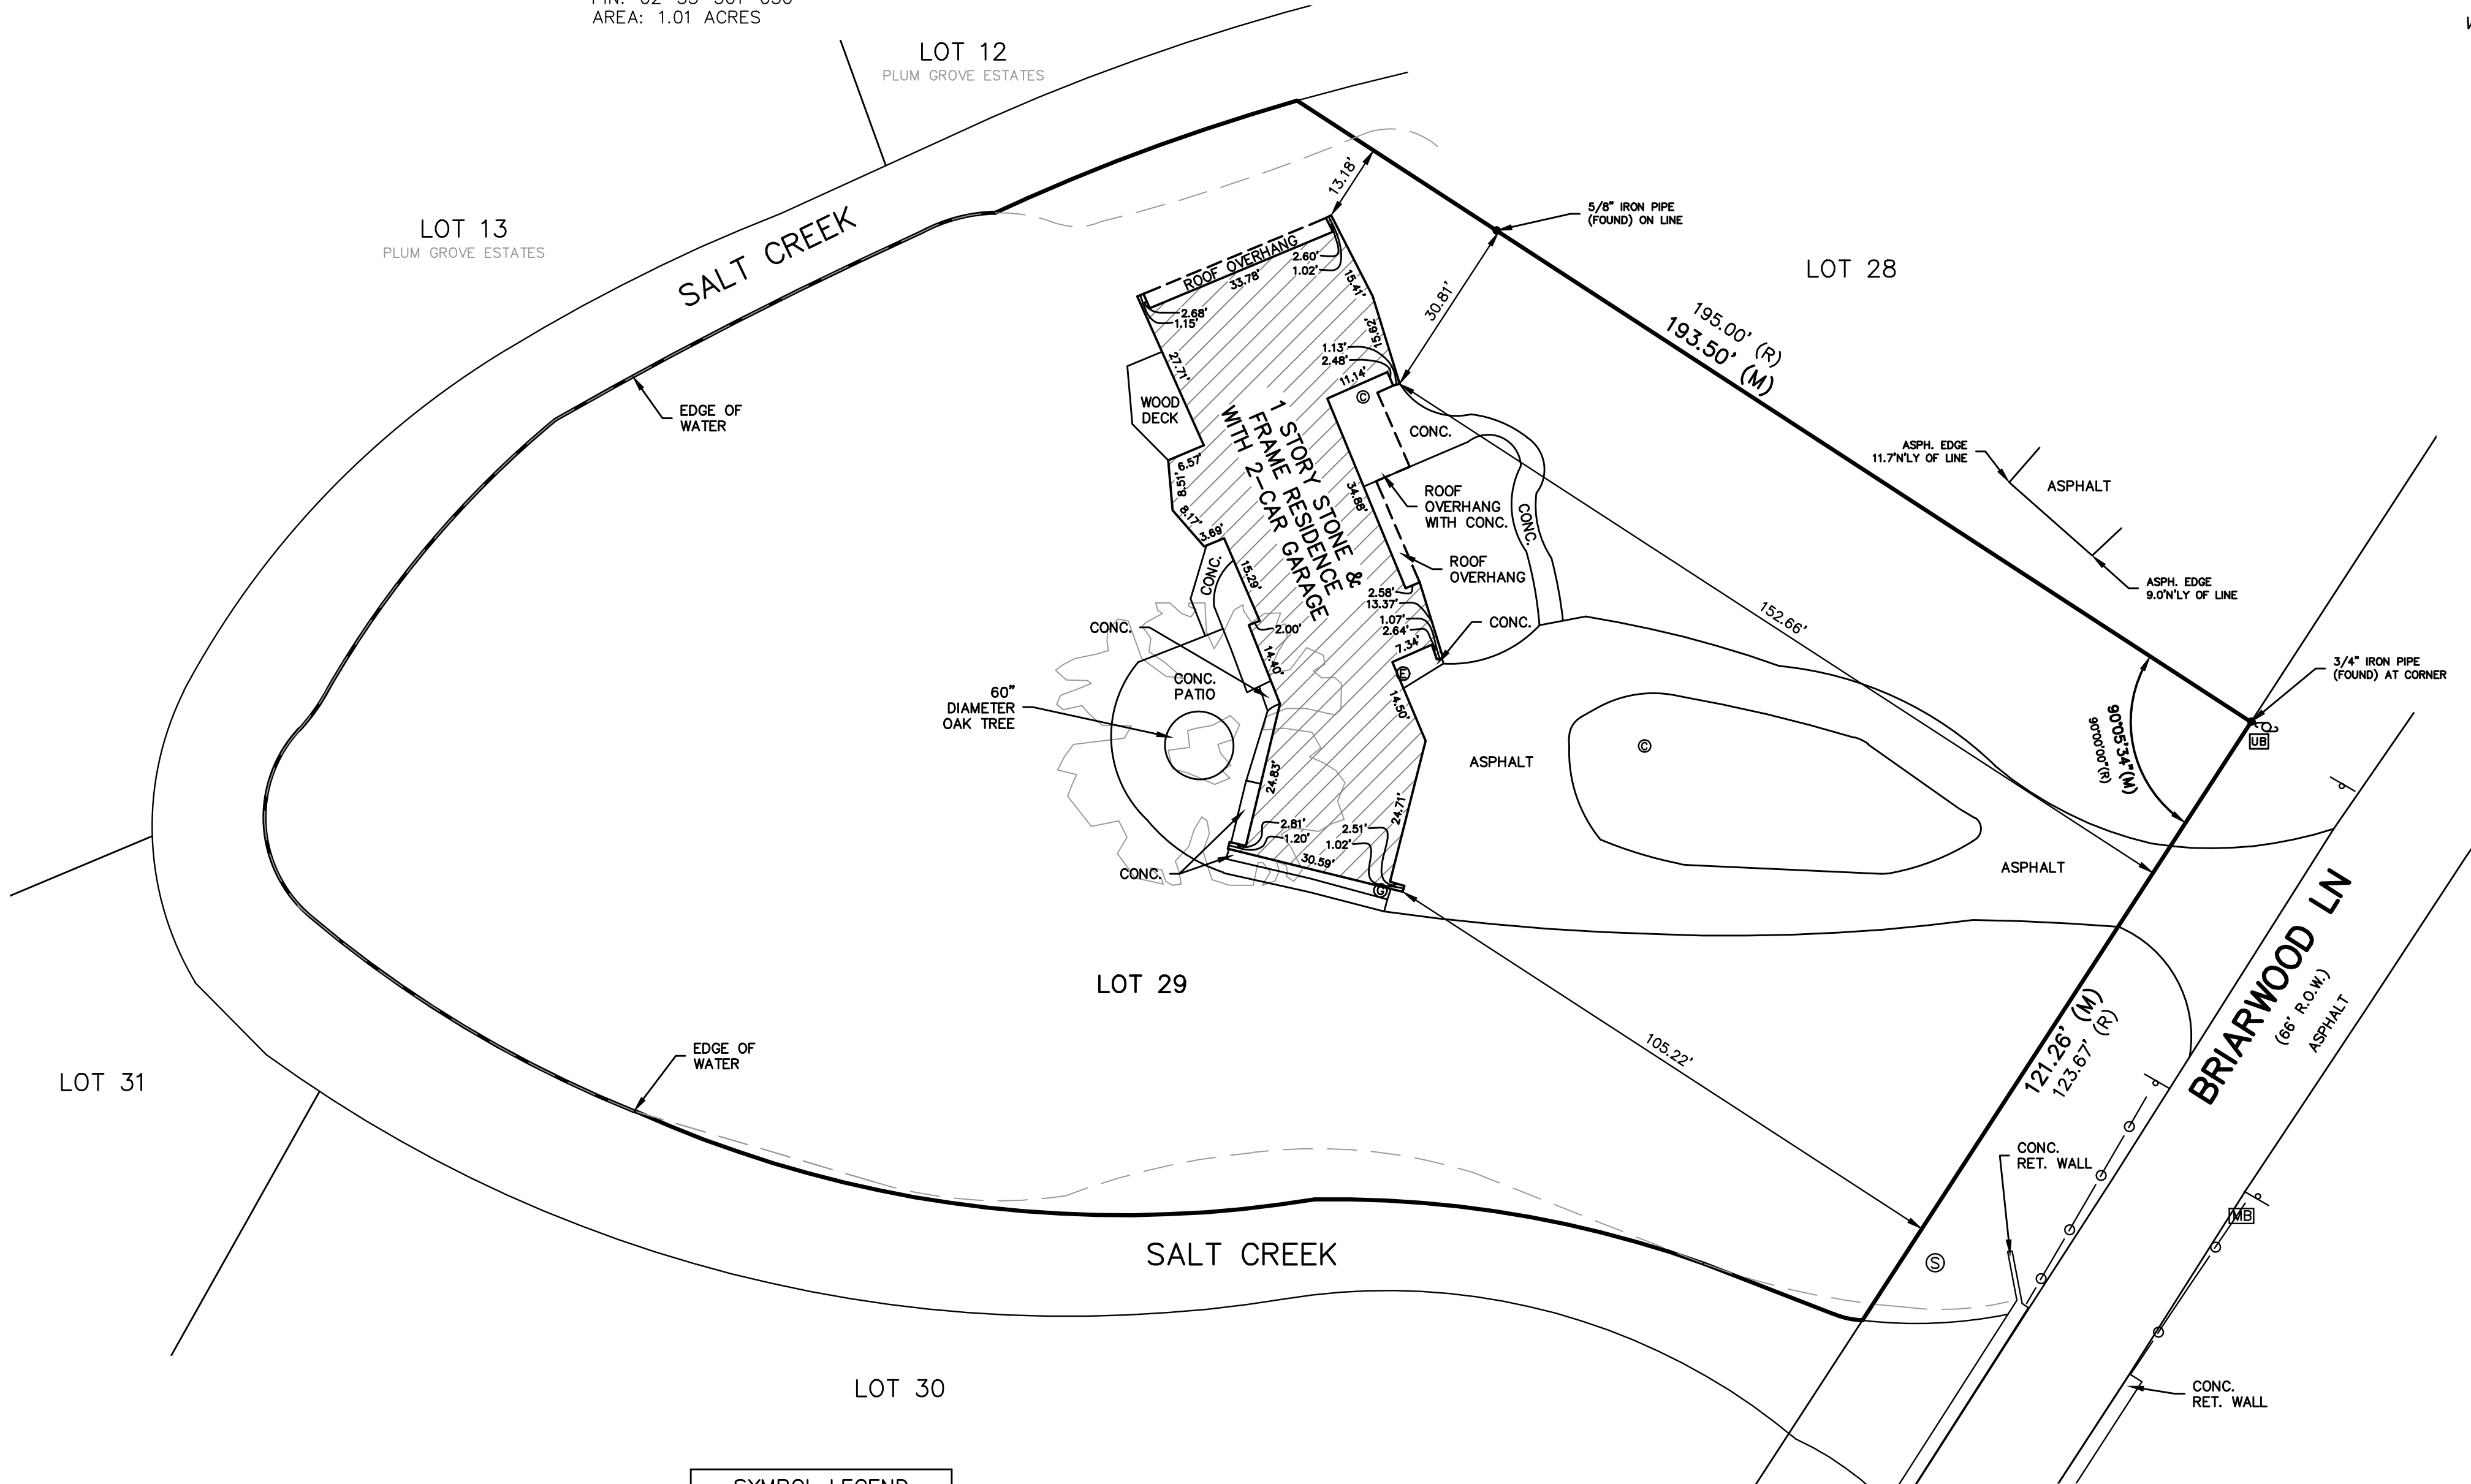 AREA: 1.01 ACRES
LOT 12
PLUM GROVE ESTATES
LOT 13
PLUM GROVE ESTATES
SALT CREEK
EDGE OF
WATER
13.18'
5/8" IRON PIPE
(FOUND) ON LINE
LOT 28
30.81'
195.00' (R)
193.50' (M)
ROOF OVERHANG
33.78'
2.60'
1.02'
15.41'
2.68'
1.15'
15.62'
27.71'
1.13'
2.48'
11.14'
©
WOOD
DECK
CONC.
1 STORY STONE &
FRAME RESIDENCE
WITH 2-CAR GARAGE
ASPH. EDGE
11.7'N'LY OF LINE
ASPHALT
ASPH. EDGE
9.0'N'LY OF LINE
6.57'
8.51'
8.17'
3.69'
34.88'
ROOF
OVERHANG
WITH CONC.
CONC.
ROOF
OVERHANG
CONC.
15.29'
2.58'
13.37'
1.07'
2.64'
7.34'
CONC.
152.66'
CONC.
2.00'
14.40'
E
14.50'
3/4" IRON PIPE
(FOUND) AT CORNER
UB
90°05'34"(M)
90°00'00"(R)
CONC.
PATIO
60"
DIAMETER
OAK TREE
ASPHALT
©
24.83'
24.71'
2.81'
1.20'
2.51'
1.02'
30.59'
G
CONC.
ASPHALT
BRIARWOOD LN
(66' R.O.W.)
ASPHALT
LOT 29
105.22'
121.26' (M)
123.67' (R)
EDGE OF
WATER
LOT 31
CONC.
RET. WALL
MB
S
SALT CREEK
LOT 30
CONC.
RET. WALL
SYMBOL LEGEND